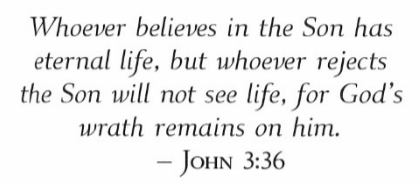 Whoever believes in the Son has
eternal life, but whoever rejects
the Son will not see life, for God's
wrath remains on him.
– JOHN 3:36